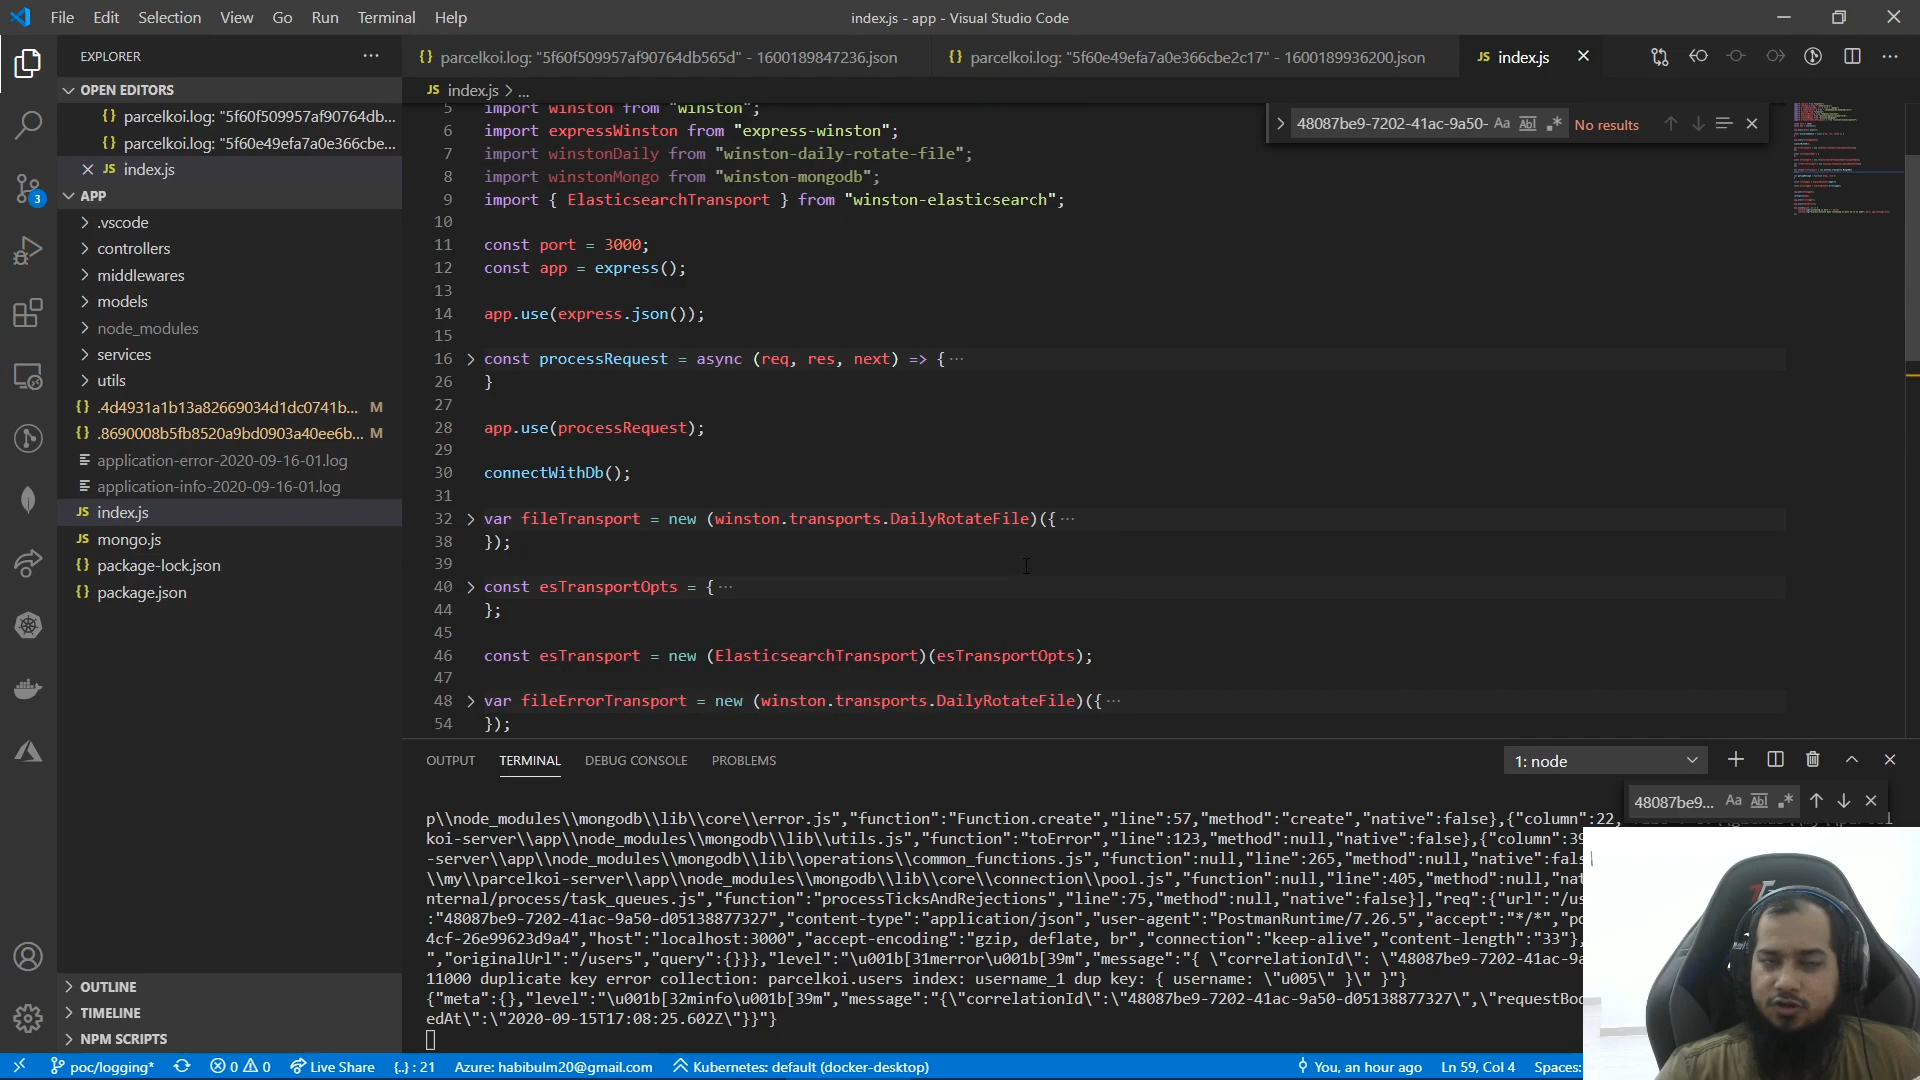 File Edit Selection View Go Run Terminal Help
index.js - app - Visual Studio Code
EXPLORER
OPEN EDITORS
{} parcelkoi.log: "5f60f509957af90764db...
{} parcelkoi.log: "5f60e49efa7a0e366cbe...
JS index.js
APP
.vscode
controllers
middlewares
models
node_modules
services
utils
{} .4d4931a1b13a82669034d1dc0741b... M
{} .8690008b5fb8520a9bd0903a40ee6b... M
application-error-2020-09-16-01.log
application-info-2020-09-16-01.log
JS index.js
JS mongo.js
{} package-lock.json
{} package.json
OUTLINE
TIMELINE
NPM SCRIPTS
3
{} parcelkoi.log: "5f60f509957af90764db565d" - 1600189847236.json
{} parcelkoi.log: "5f60e49efa7a0e366cbe2c17" - 1600189936200.json
JS index.js
JS index.js > ...
48087be9-7202-41ac-9a50- Aa Abl .* No results
5 import winston from "winston";
6 import expressWinston from "express-winston";
7 import winstonDaily from "winston-daily-rotate-file";
8 import winstonMongo from "winston-mongodb";
9 import { ElasticsearchTransport } from "winston-elasticsearch";
10
11 const port = 3000;
12 const app = express();
13
14 app.use(express.json());
15
16 const processRequest = async (req, res, next) => { ...
26 }
27
28 app.use(processRequest);
29
30 connectWithDb();
31
32 var fileTransport = new (winston.transports.DailyRotateFile)({ ...
38 });
39
40 const esTransportOpts = { ...
44 };
45
46 const esTransport = new (ElasticsearchTransport)(esTransportOpts);
47
48 var fileErrorTransport = new (winston.transports.DailyRotateFile)({ ...
54 });
OUTPUT TERMINAL DEBUG CONSOLE PROBLEMS
1: node
48087be9... Aa Abl .*
p\\node_modules\\mongodb\\lib\\core\\error.js","function":"Function.create","line":57,"method":"create","native":false},{"column":22,
koi-server\\app\\node_modules\\mongodb\\lib\\utils.js","function":"toError","line":123,"method":null,"native":false},{"column":39
-server\\app\\node_modules\\mongodb\\lib\\operations\\common_functions.js","function":null,"line":265,"method":null,"native":fals
\\my\\parcelkoi-server\\app\\node_modules\\mongodb\\lib\\core\\connection\\pool.js","function":null,"line":405,"method":null,"nat
nternal/process/task_queues.js","function":"processTicksAndRejections","line":75,"method":null,"native":false}],"req":{"url":"/us
:"48087be9-7202-41ac-9a50-d05138877327","content-type":"application/json","user-agent":"PostmanRuntime/7.26.5","accept":"*/*","po
4cf-26e99623d9a4","host":"localhost:3000","accept-encoding":"gzip, deflate, br","connection":"keep-alive","content-length":"33"},
","originalUrl":"/users","query":{}}},"level":"\u001b[31merror\u001b[39m","message":"{ \"correlationId\": \"48087be9-7202-41ac-9a
11000 duplicate key error collection: parcelkoi.users index: username_1 dup key: { username: \"u005\" }\" }"}
{"meta":{},"level":"\u001b[32minfo\u001b[39m","message":"{\"correlationId\":\"48087be9-7202-41ac-9a50-d05138877327\",\"requestBod
edAt\":\"2020-09-15T17:08:25.602Z\"}}"}
poc/logging* 0 0 Live Share {..} : 21 Azure: habibulm20@gmail.com Kubernetes: default (docker-desktop) You, an hour ago Ln 59, Col 4 Spaces: